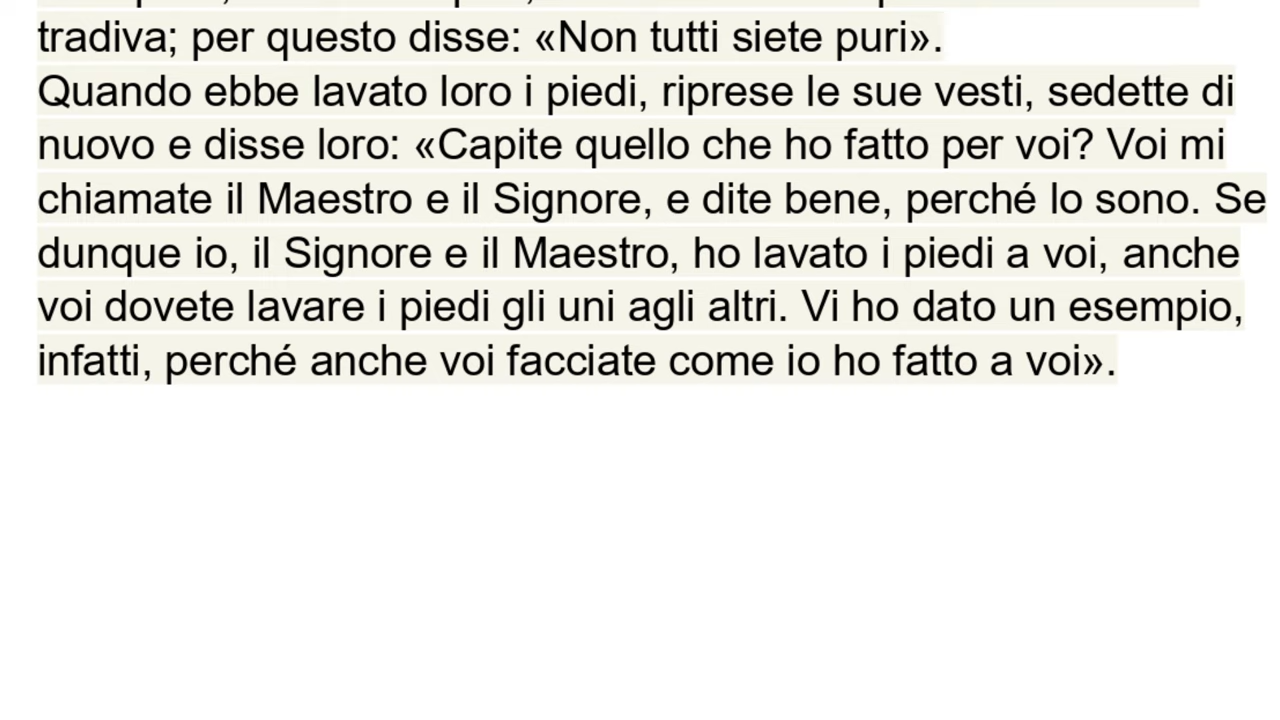 tradiva; per questo disse: «Non tutti siete puri».
Quando ebbe lavato loro i piedi, riprese le sue vesti, sedette di
nuovo e disse loro: «Capite quello che ho fatto per voi? Voi mi
chiamate il Maestro e il Signore, e dite bene, perché lo sono. Se
dunque io, il Signore e il Maestro, ho lavato i piedi a voi, anche
voi dovete lavare i piedi gli uni agli altri. Vi ho dato un esempio,
infatti, perché anche voi facciate come io ho fatto a voi».